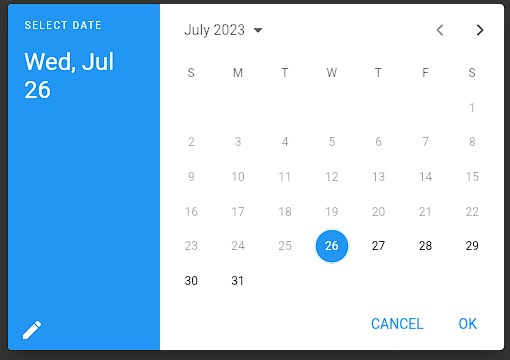 SELECT DATE
Wed, Jul
26
July 2023
S M T W T F S
1
2 3 4 5 6 7 8
9 10 11 12 13 14 15
16 17 18 19 20 21 22
23 24 25 26 27 28 29
30 31
CANCEL OK